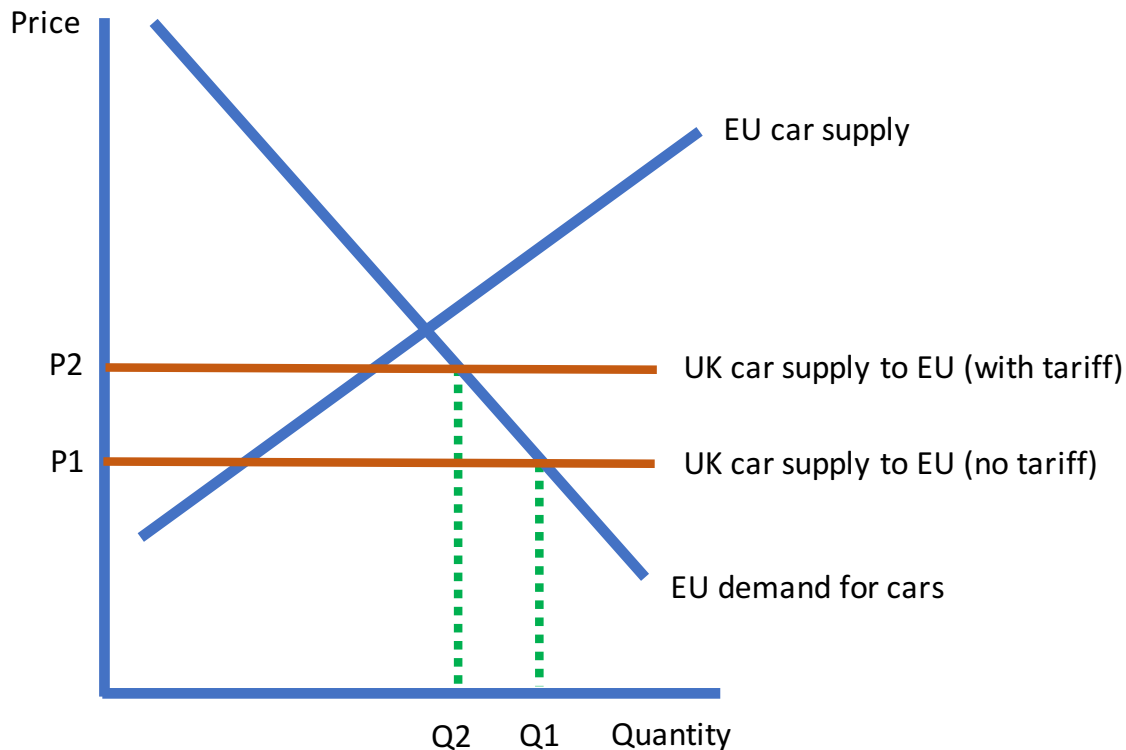 Price
EU car supply
P2
UK car supply to EU (with tariff)
P1
UK car supply to EU (no tariff)
EU demand for cars
Q2
Q1
Quantity